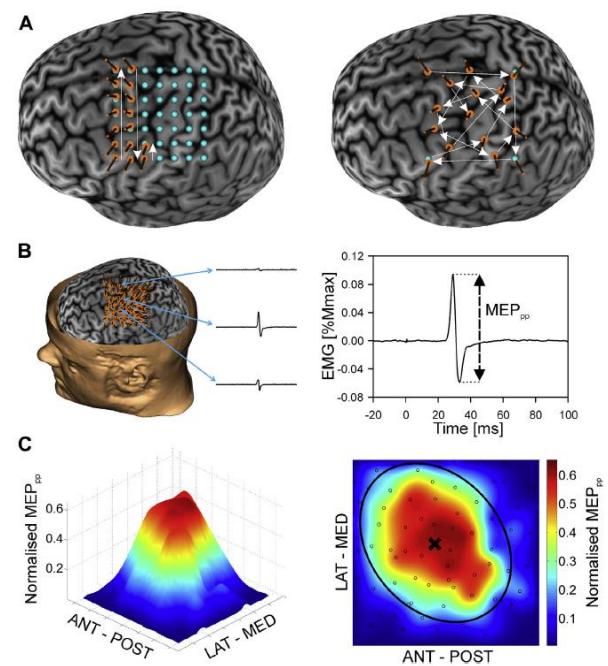 A
B
0.12
0.08
0.04
0.00
-0.04
-0.08
EMG [%Mmax]
MEPpp
-20 0 20 40 60 80 100
Time [ms]
C
0.6
0.4
0.2
Normalised MEPpp
ANT - POST
LAT - MED
LAT - MED
ANT - POST
0.6
0.5
0.4
0.3
0.2
0.1
Normalised MEPpp